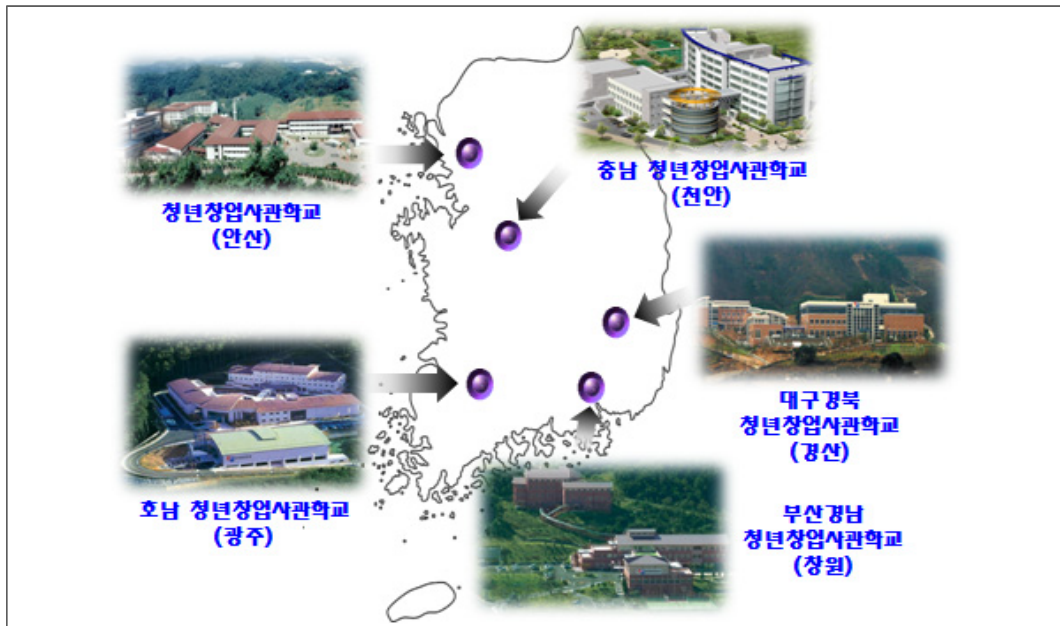 청년창업사관학교
(안산)
충남 청년창업사관학교
(천안)
대구경북
청년창업사관학교
(경산)
호남 청년창업사관학교
(광주)
부산경남
청년창업사관학교
(창원)